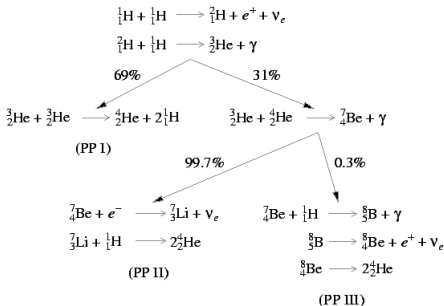 ¹₁H + ¹₁H ⟶ ²₁H + e⁺ + νₑ
²₁H + ¹₁H ⟶ ³₂He + γ
69% 31%
³₂He + ³₂He ⟶ ⁴₂He + 2¹₁H
(PP I)
³₂He + ⁴₂He ⟶ ⁷₄Be + γ
99.7% 0.3%
⁷₄Be + e⁻ ⟶ ⁷₃Li + νₑ
⁷₃Li + ¹₁H ⟶ 2⁴₂He
(PP II)
⁷₄Be + ¹₁H ⟶ ⁸₅B + γ
⁸₅B ⟶ ⁸₄Be + e⁺ + νₑ
⁸₄Be ⟶ 2⁴₂He
(PP III)